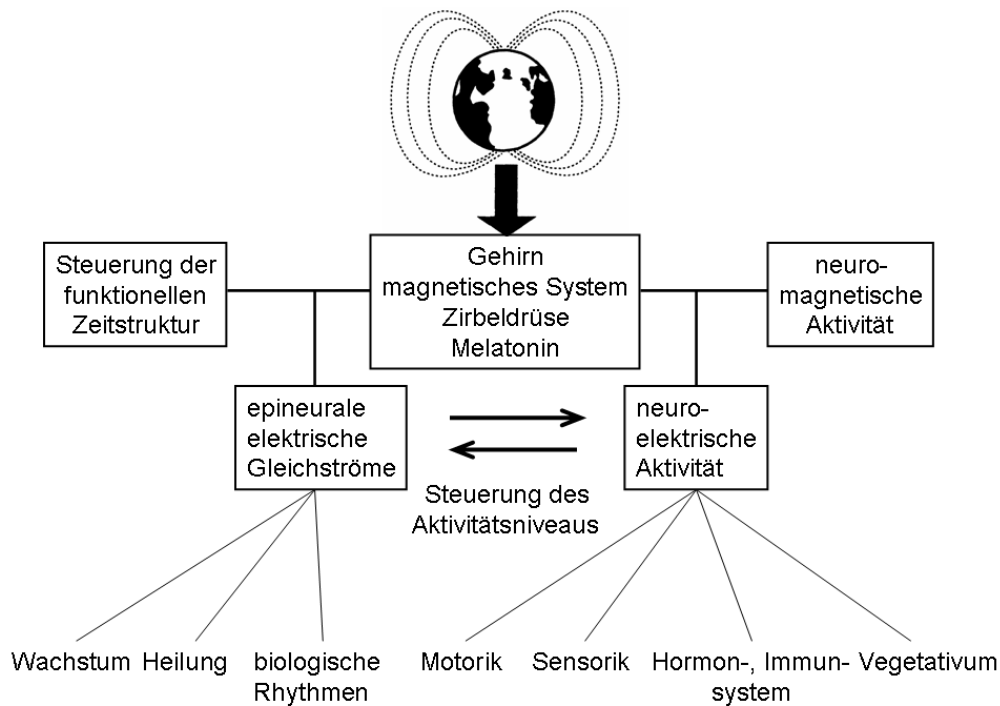 Steuerung der
funktionellen
Zeitstruktur
Gehirn
magnetisches System
Zirbeldrüse
Melatonin
neuro-
magnetische
Aktivität
epineurale
elektrische
Gleichströme
Steuerung des
Aktivitätsniveaus
neuro-
elektrische
Aktivität
Wachstum
Heilung
biologische
Rhythmen
Motorik
Sensorik
Hormon-, Immun-
system
Vegetativum